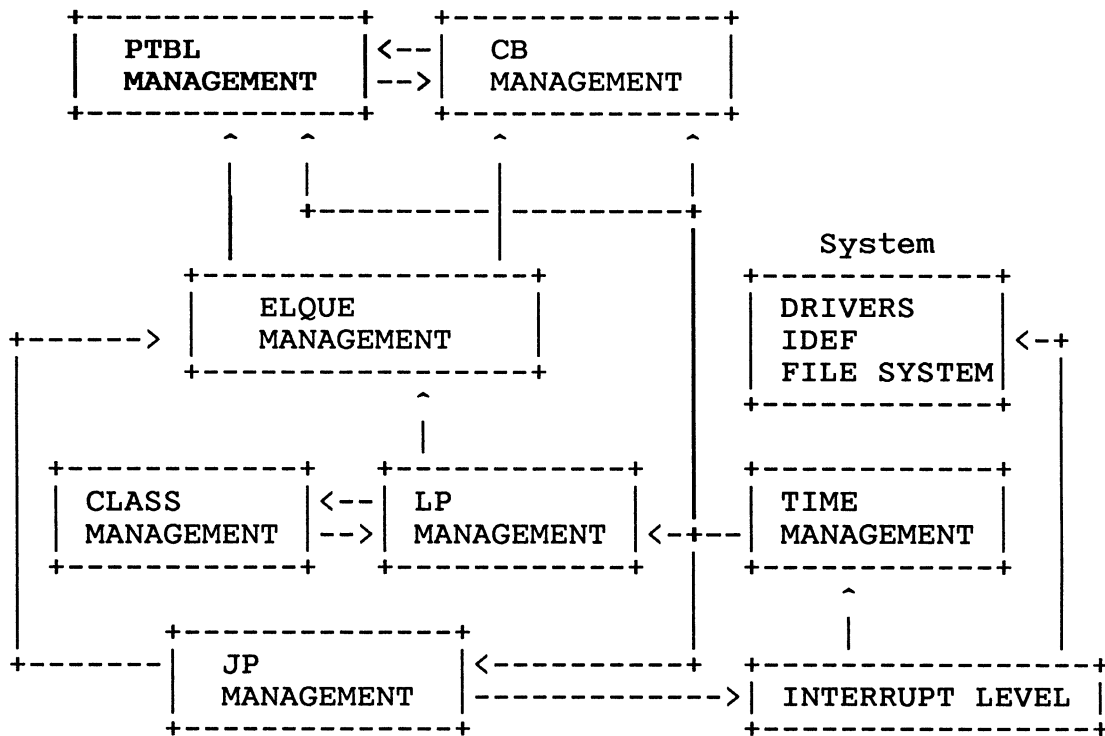 PTBL
MANAGEMENT
CB
MANAGEMENT
System
ELQUE
MANAGEMENT
DRIVERS
IDEF
FILE SYSTEM
CLASS
MANAGEMENT
LP
MANAGEMENT
TIME
MANAGEMENT
JP
MANAGEMENT
INTERRUPT LEVEL